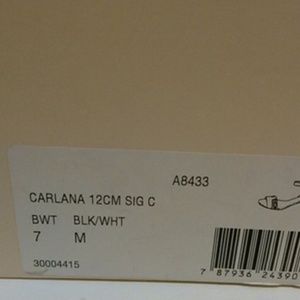 A8433
CARLANA 12CM SIG C
BWT BLK/WHT
7 M
30004415
7 87936 24390